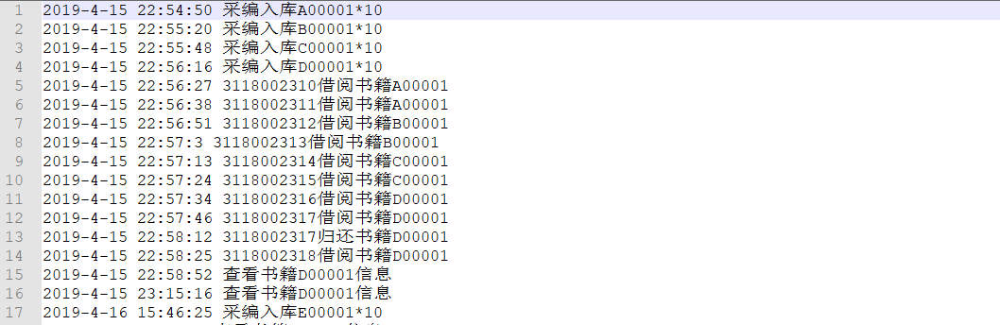 1 2019-4-15 22:54:50 采编入库A00001*10
2 2019-4-15 22:55:20 采编入库B00001*10
3 2019-4-15 22:55:48 采编入库C00001*10
4 2019-4-15 22:56:16 采编入库D00001*10
5 2019-4-15 22:56:27 3118002310借阅书籍A00001
6 2019-4-15 22:56:38 3118002311借阅书籍A00001
7 2019-4-15 22:56:51 3118002312借阅书籍B00001
8 2019-4-15 22:57:3 3118002313借阅书籍B00001
9 2019-4-15 22:57:13 3118002314借阅书籍C00001
10 2019-4-15 22:57:24 3118002315借阅书籍C00001
11 2019-4-15 22:57:34 3118002316借阅书籍D00001
12 2019-4-15 22:57:46 3118002317借阅书籍D00001
13 2019-4-15 22:58:12 3118002317归还书籍D00001
14 2019-4-15 22:58:25 3118002318借阅书籍D00001
15 2019-4-15 22:58:52 查看书籍D00001信息
16 2019-4-15 23:15:16 查看书籍D00001信息
17 2019-4-16 15:46:25 采编入库E00001*10